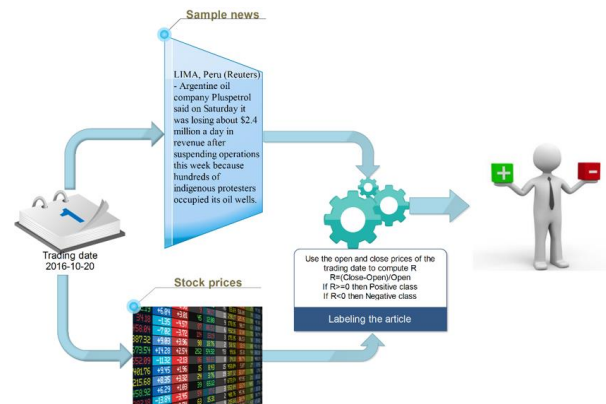 Sample news
LIMA, Peru (Reuters)
- Argentine oil
company Pluspetrol
said on Saturday it
was losing about $2.4
million a day in
revenue after
suspending operations
this week because
hundreds of
indigenous protesters
occupied its oil wells.
1
Trading date
2016-10-20
Use the open and close prices of the
trading date to compute R
R=(Close-Open)/Open
If R>=0 then Positive class
If R<0 then Negative class
Labeling the article
+
-
Stock prices